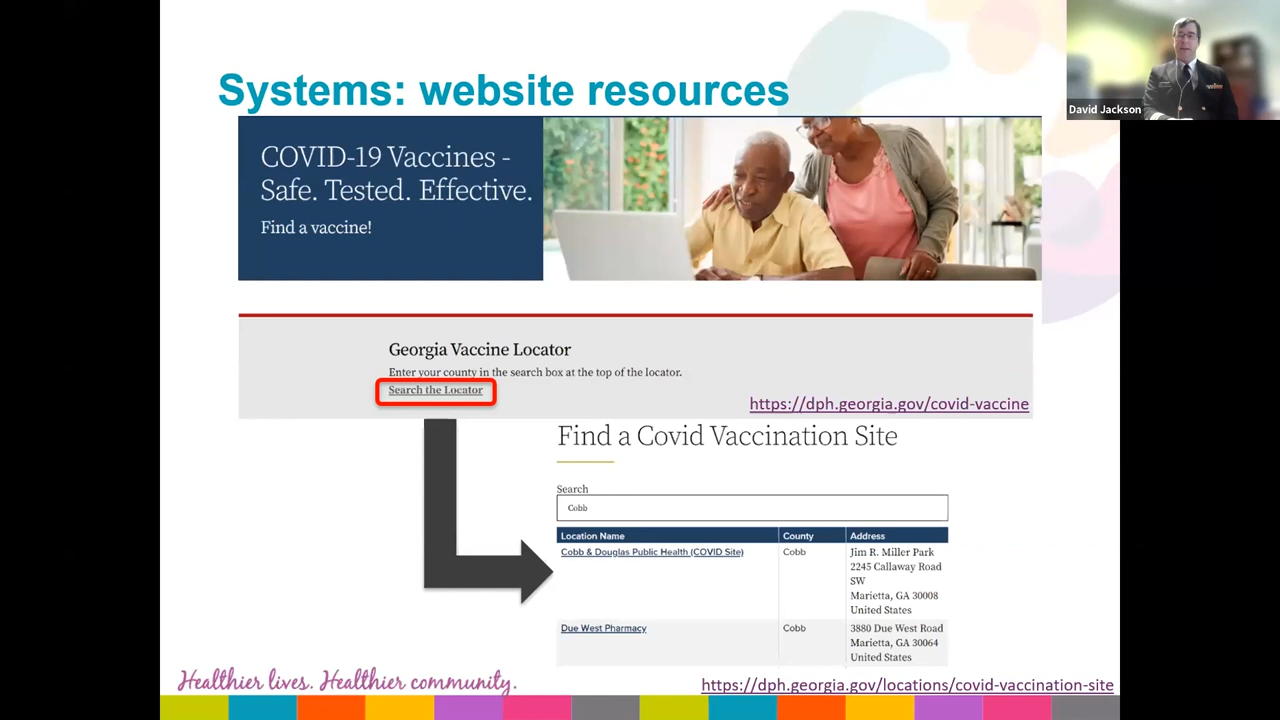 Systems: website resources
David Jackson
COVID-19 Vaccines -
Safe. Tested. Effective.
Find a vaccine!
Georgia Vaccine Locator
Enter your county in the search box at the top of the locator.
Search the Locator
https://dph.georgia.gov/covid-vaccine
Find a Covid Vaccination Site
Search
Cobb
Location Name County Address
Cobb & Douglas Public Health (COVID Site) Cobb Jim R. Miller Park
2245 Callaway Road
SW
Marietta, GA 30008
United States
Due West Pharmacy Cobb 3880 Due West Road
Marietta, GA 30064
United States
Healthier lives. Healthier community.
https://dph.georgia.gov/locations/covid-vaccination-site